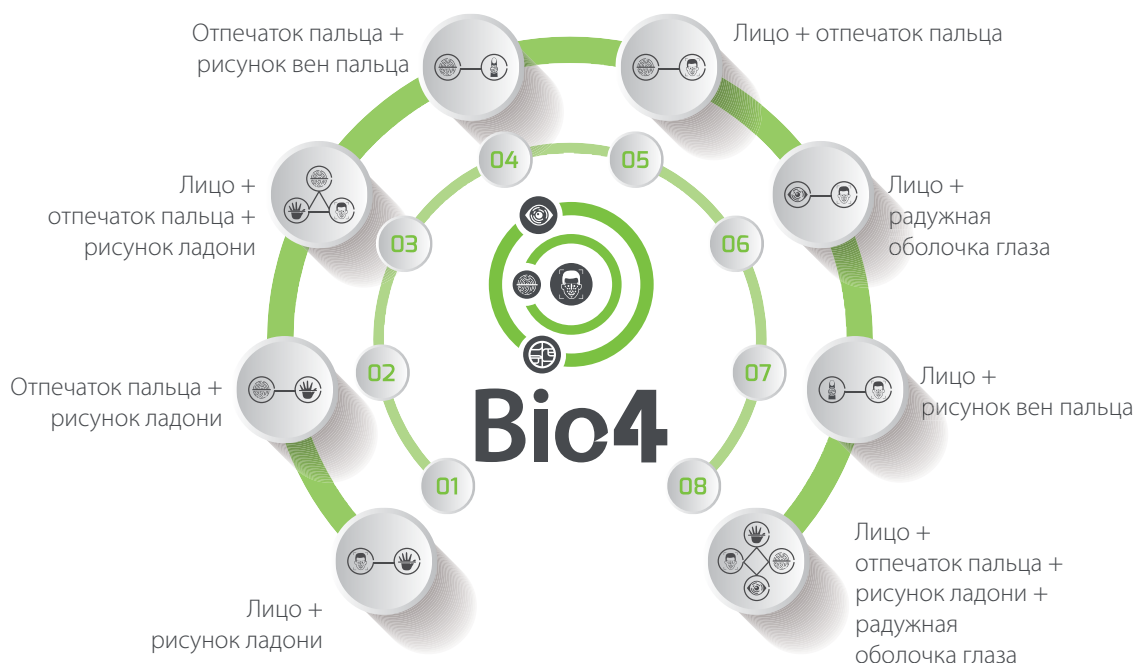 Отпечаток пальца +
рисунок вен пальца
Лицо + отпечаток пальца
04
05
Лицо +
отпечаток пальца +
рисунок ладони
Лицо +
радужная
оболочка глаза
03
06
Отпечаток пальца +
рисунок ладони
02
07
Лицо +
рисунок вен пальца
Bio4
01
08
Лицо +
рисунок ладони
Лицо +
отпечаток пальца +
рисунок ладони +
радужная
оболочка глаза